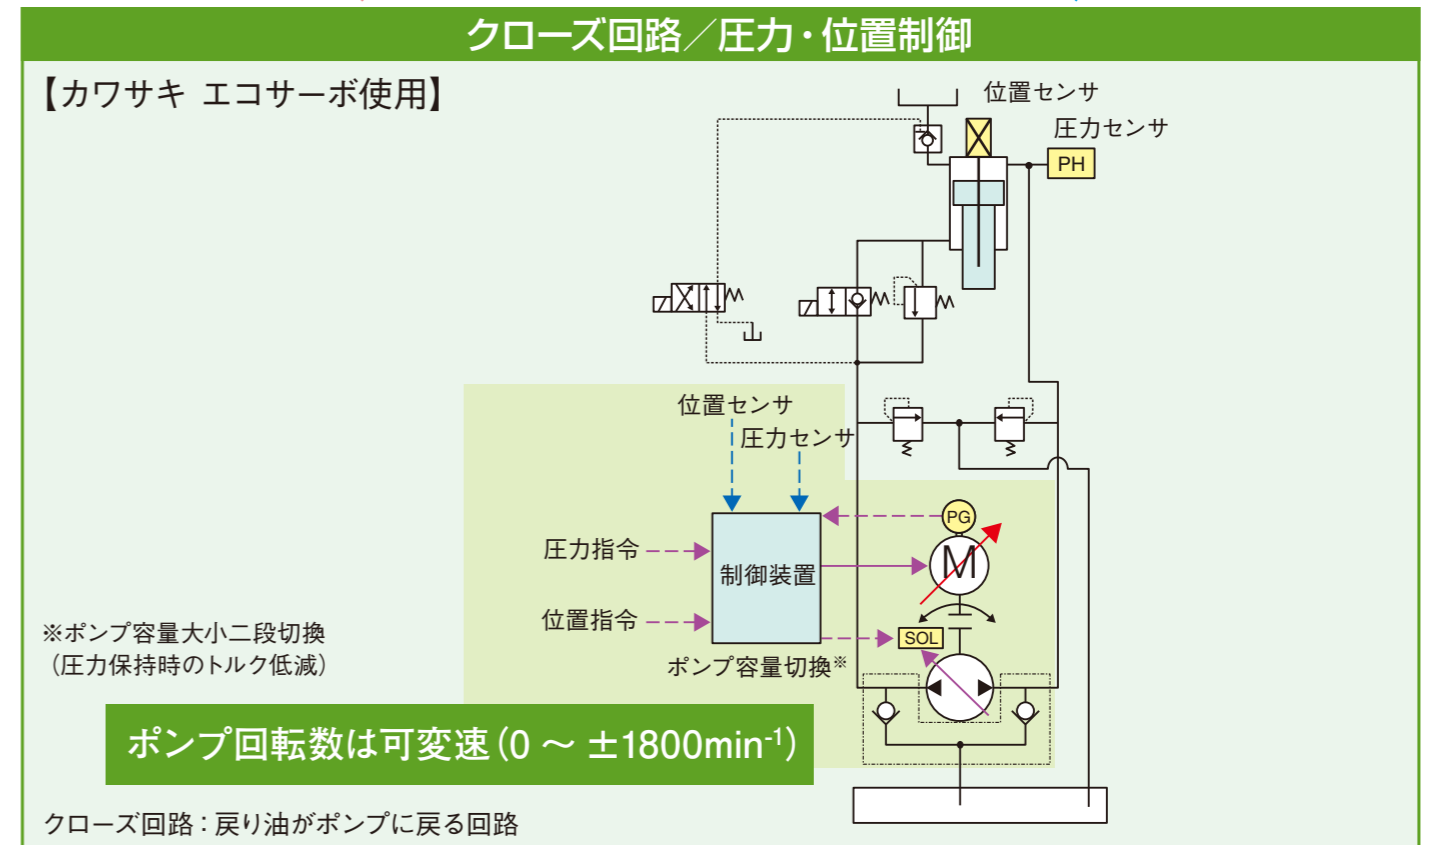 クローズ回路／圧力・位置制御
【カワサキ エコサーボ使用】
位置センサ
圧力センサ
PH
位置センサ
圧力センサ
PG
圧力指令
M
制御装置
位置指令
SOL
ポンプ容量切換※
※ポンプ容量大小二段切換
（圧力保持時のトルク低減）
ポンプ回転数は可変速（0 ～ ±1800min-1）
クローズ回路：戻り油がポンプに戻る回路